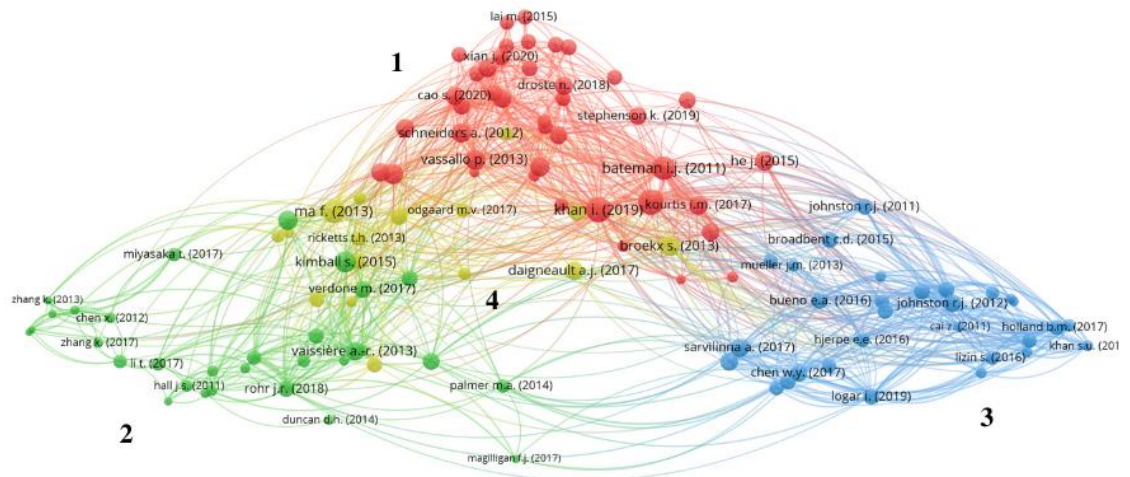 lai m. (2015)
1
xian j. (2020)
droste n. (2018)
cao s. (2020)
stephenson k. (2019)
schneiders a. (2012)
vassallo p. (2013)
bateman i.j. (2011)
he j. (2015)
ma f. (2013)
odgaard m.v. (2017)
khan i. (2019)
kourtis i.m. (2017)
johnston r.j. (2011)
ricketts t.h. (2013)
broekx s. (2013)
broadbent c.d. (2015)
miyasaka t. (2017)
kimball s. (2015)
daigneault a.j. (2017)
mueller j.m. (2013)
verdone m. (2017)
4
zhang k. (2013)
bueno e.a. (2016)
johnston r.j. (2012)
chen x. (2012)
cai z. (2011)
holland b.m. (2017)
zhang k. (2017)
vaissière a.-c. (2013)
sarvilinna a. (2017)
hjerpe e.e. (2016)
khan s.u. (201
li t. (2017)
lizin s. (2016)
hall j.s. (2011)
rohr j.r. (2018)
palmer m.a. (2014)
chen w.y. (2017)
logar i. (2019)
2
duncan d.h. (2014)
3
magilligan f.j. (2017)